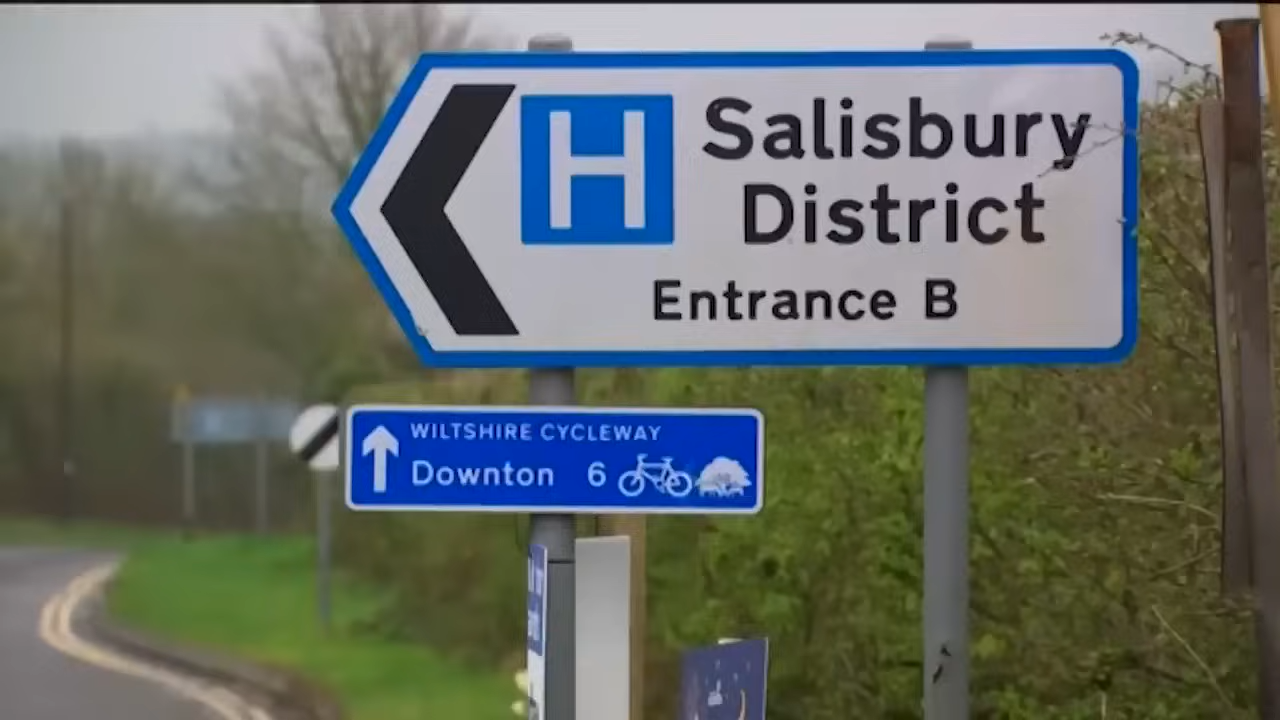 H
Salisbury
District
Entrance B
WILTSHIRE CYCLEWAY
Downton 6